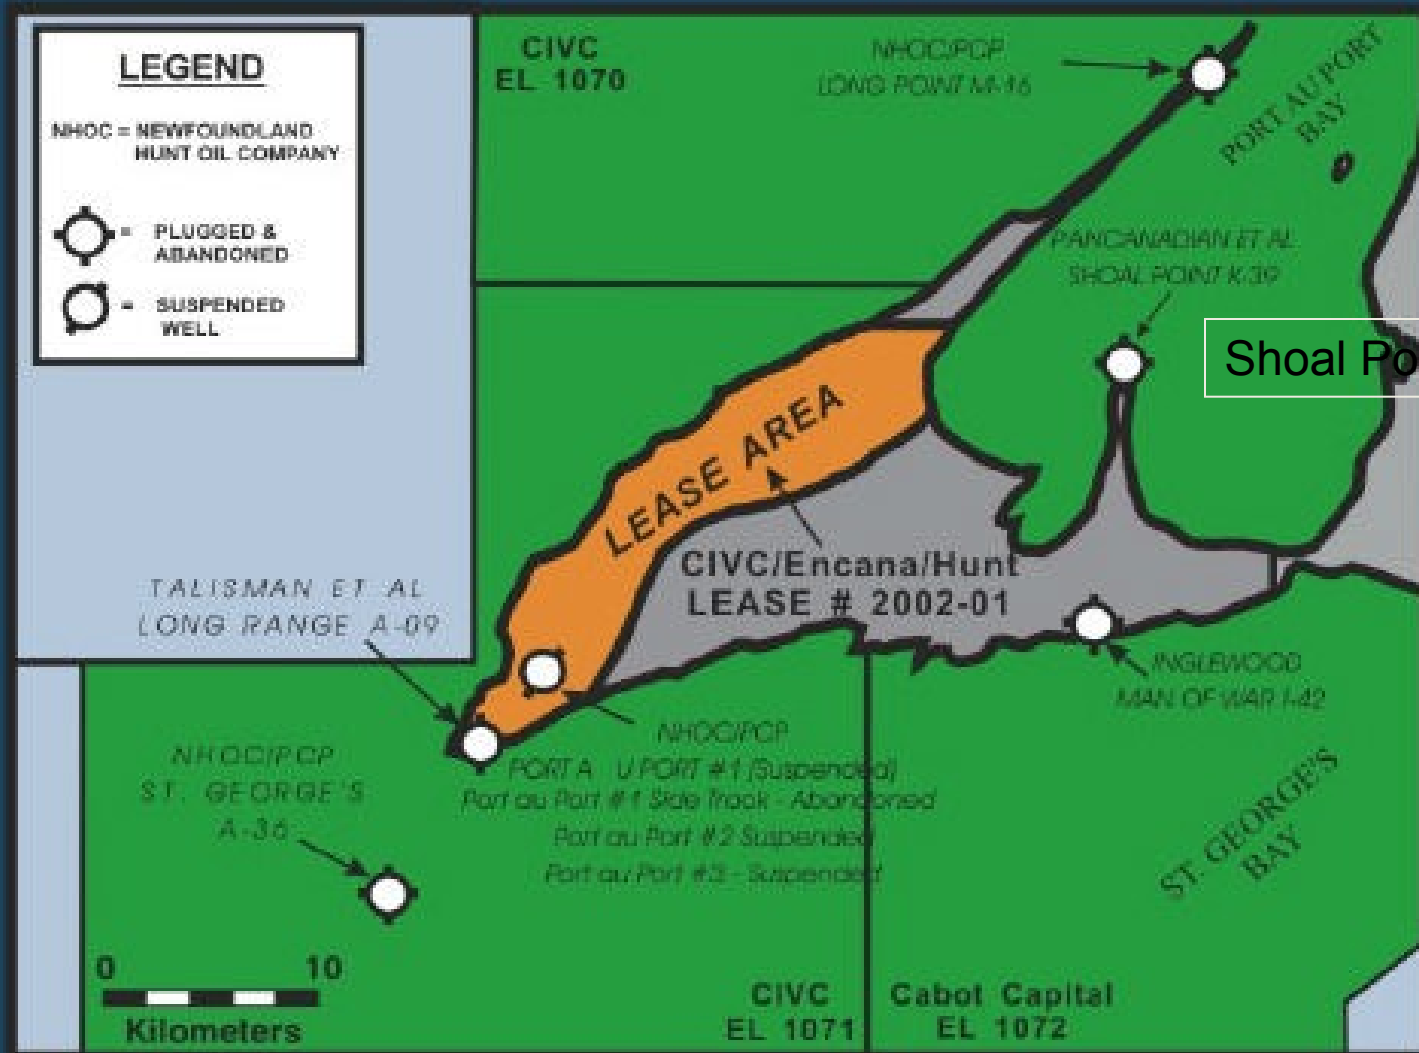 LEGEND
NHOC = NEWFOUNDLAND
HUNT OIL COMPANY
= PLUGGED &
ABANDONED
= SUSPENDED
WELL
CIVC
EL 1070
NHOC/PCP
LONG POINT M-16
PORT AU PORT
BAY
PANCANADIAN ET AL
SHOAL POINT K-39
Shoal Po
LEASE AREA
CIVC/Encana/Hunt
LEASE # 2002-01
TALISMAN ET AL
LONG RANGE A-09
INGLEWOOD
MAN OF WAR I-42
NHOC/PCP
PORT A U PORT #1 (Suspended)
Port au Port #1 Side Track - Abandoned
Port au Port #2 Suspended
Port au Port #3 - Suspended
NHOC/PCP
ST. GEORGE'S
A-36
ST. GEORGE'S
BAY
0 10
Kilometers
CIVC
EL 1071
Cabot Capital
EL 1072